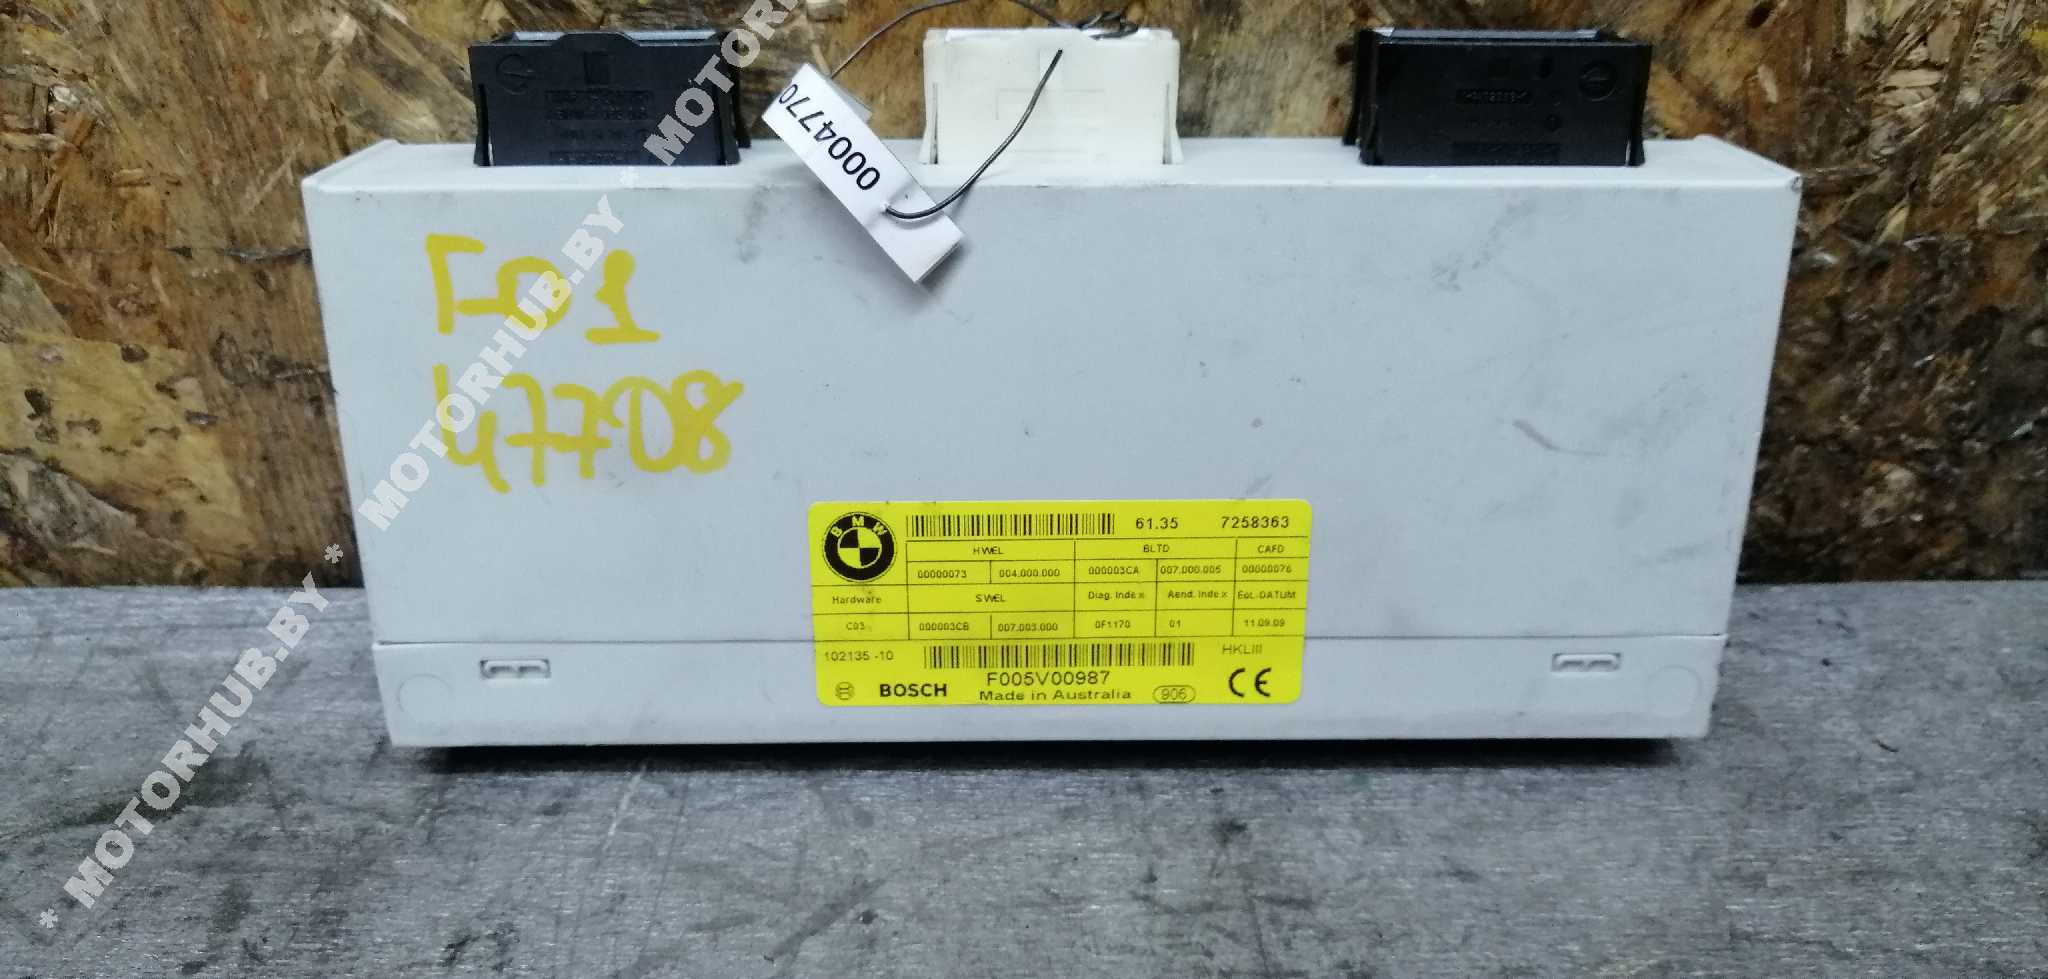 0004770
F01
47708
BMW
61.35 7258363
HWEL BLTD CAFD
00000073 004.000.000 000003CA 007.000.005 00000076
Hardware SWEL Diag. Index Aend. Index EoL-DATUM
C03 000003CB 007.003.000 0F1170 01 11.09.09
102135 -10 HKLIII
F005V00987
BOSCH Made in Australia 906 CE
* MOTORHUB.BY * MOTORHUB.BY * MOTORHUB